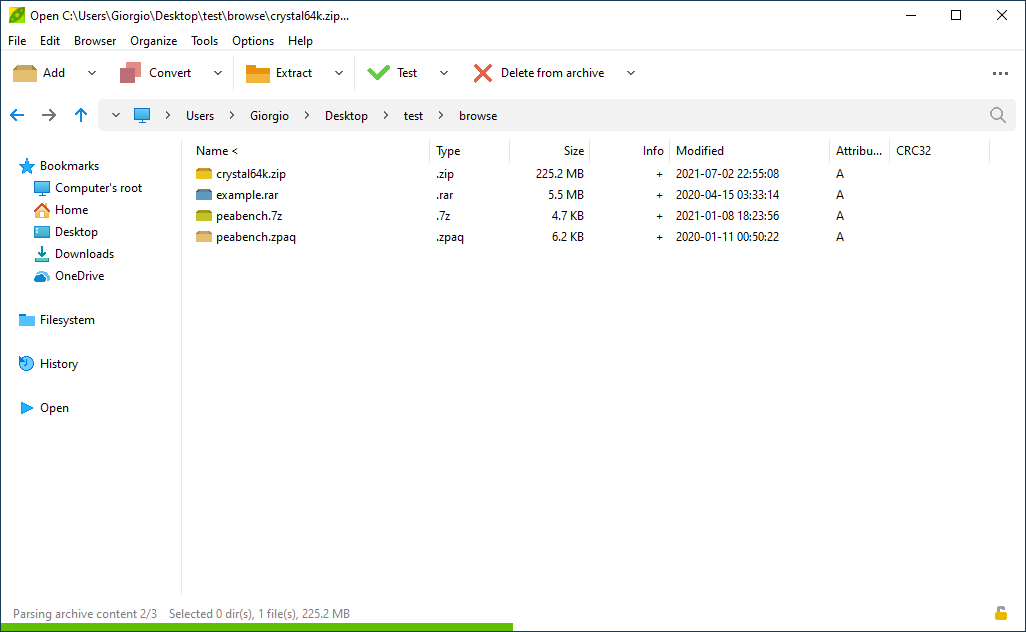 Open C:\Users\Giorgio\Desktop\test\browse\crystal64k.zip...
File Edit Browser Organize Tools Options Help
Add Convert Extract Test Delete from archive
Users Giorgio Desktop test browse
Name < Type Size Info Modified Attribu... CRC32
crystal64k.zip .zip 225.2 MB + 2021-07-02 22:55:08 A
example.rar .rar 5.5 MB + 2020-04-15 03:33:14 A
peabench.7z .7z 4.7 KB + 2021-01-08 18:23:56 A
peabench.zpaq .zpaq 6.2 KB + 2020-01-11 00:50:22 A
Bookmarks
Computer's root
Home
Desktop
Downloads
OneDrive
Filesystem
History
Open
Parsing archive content 2/3 Selected 0 dir(s), 1 file(s), 225.2 MB